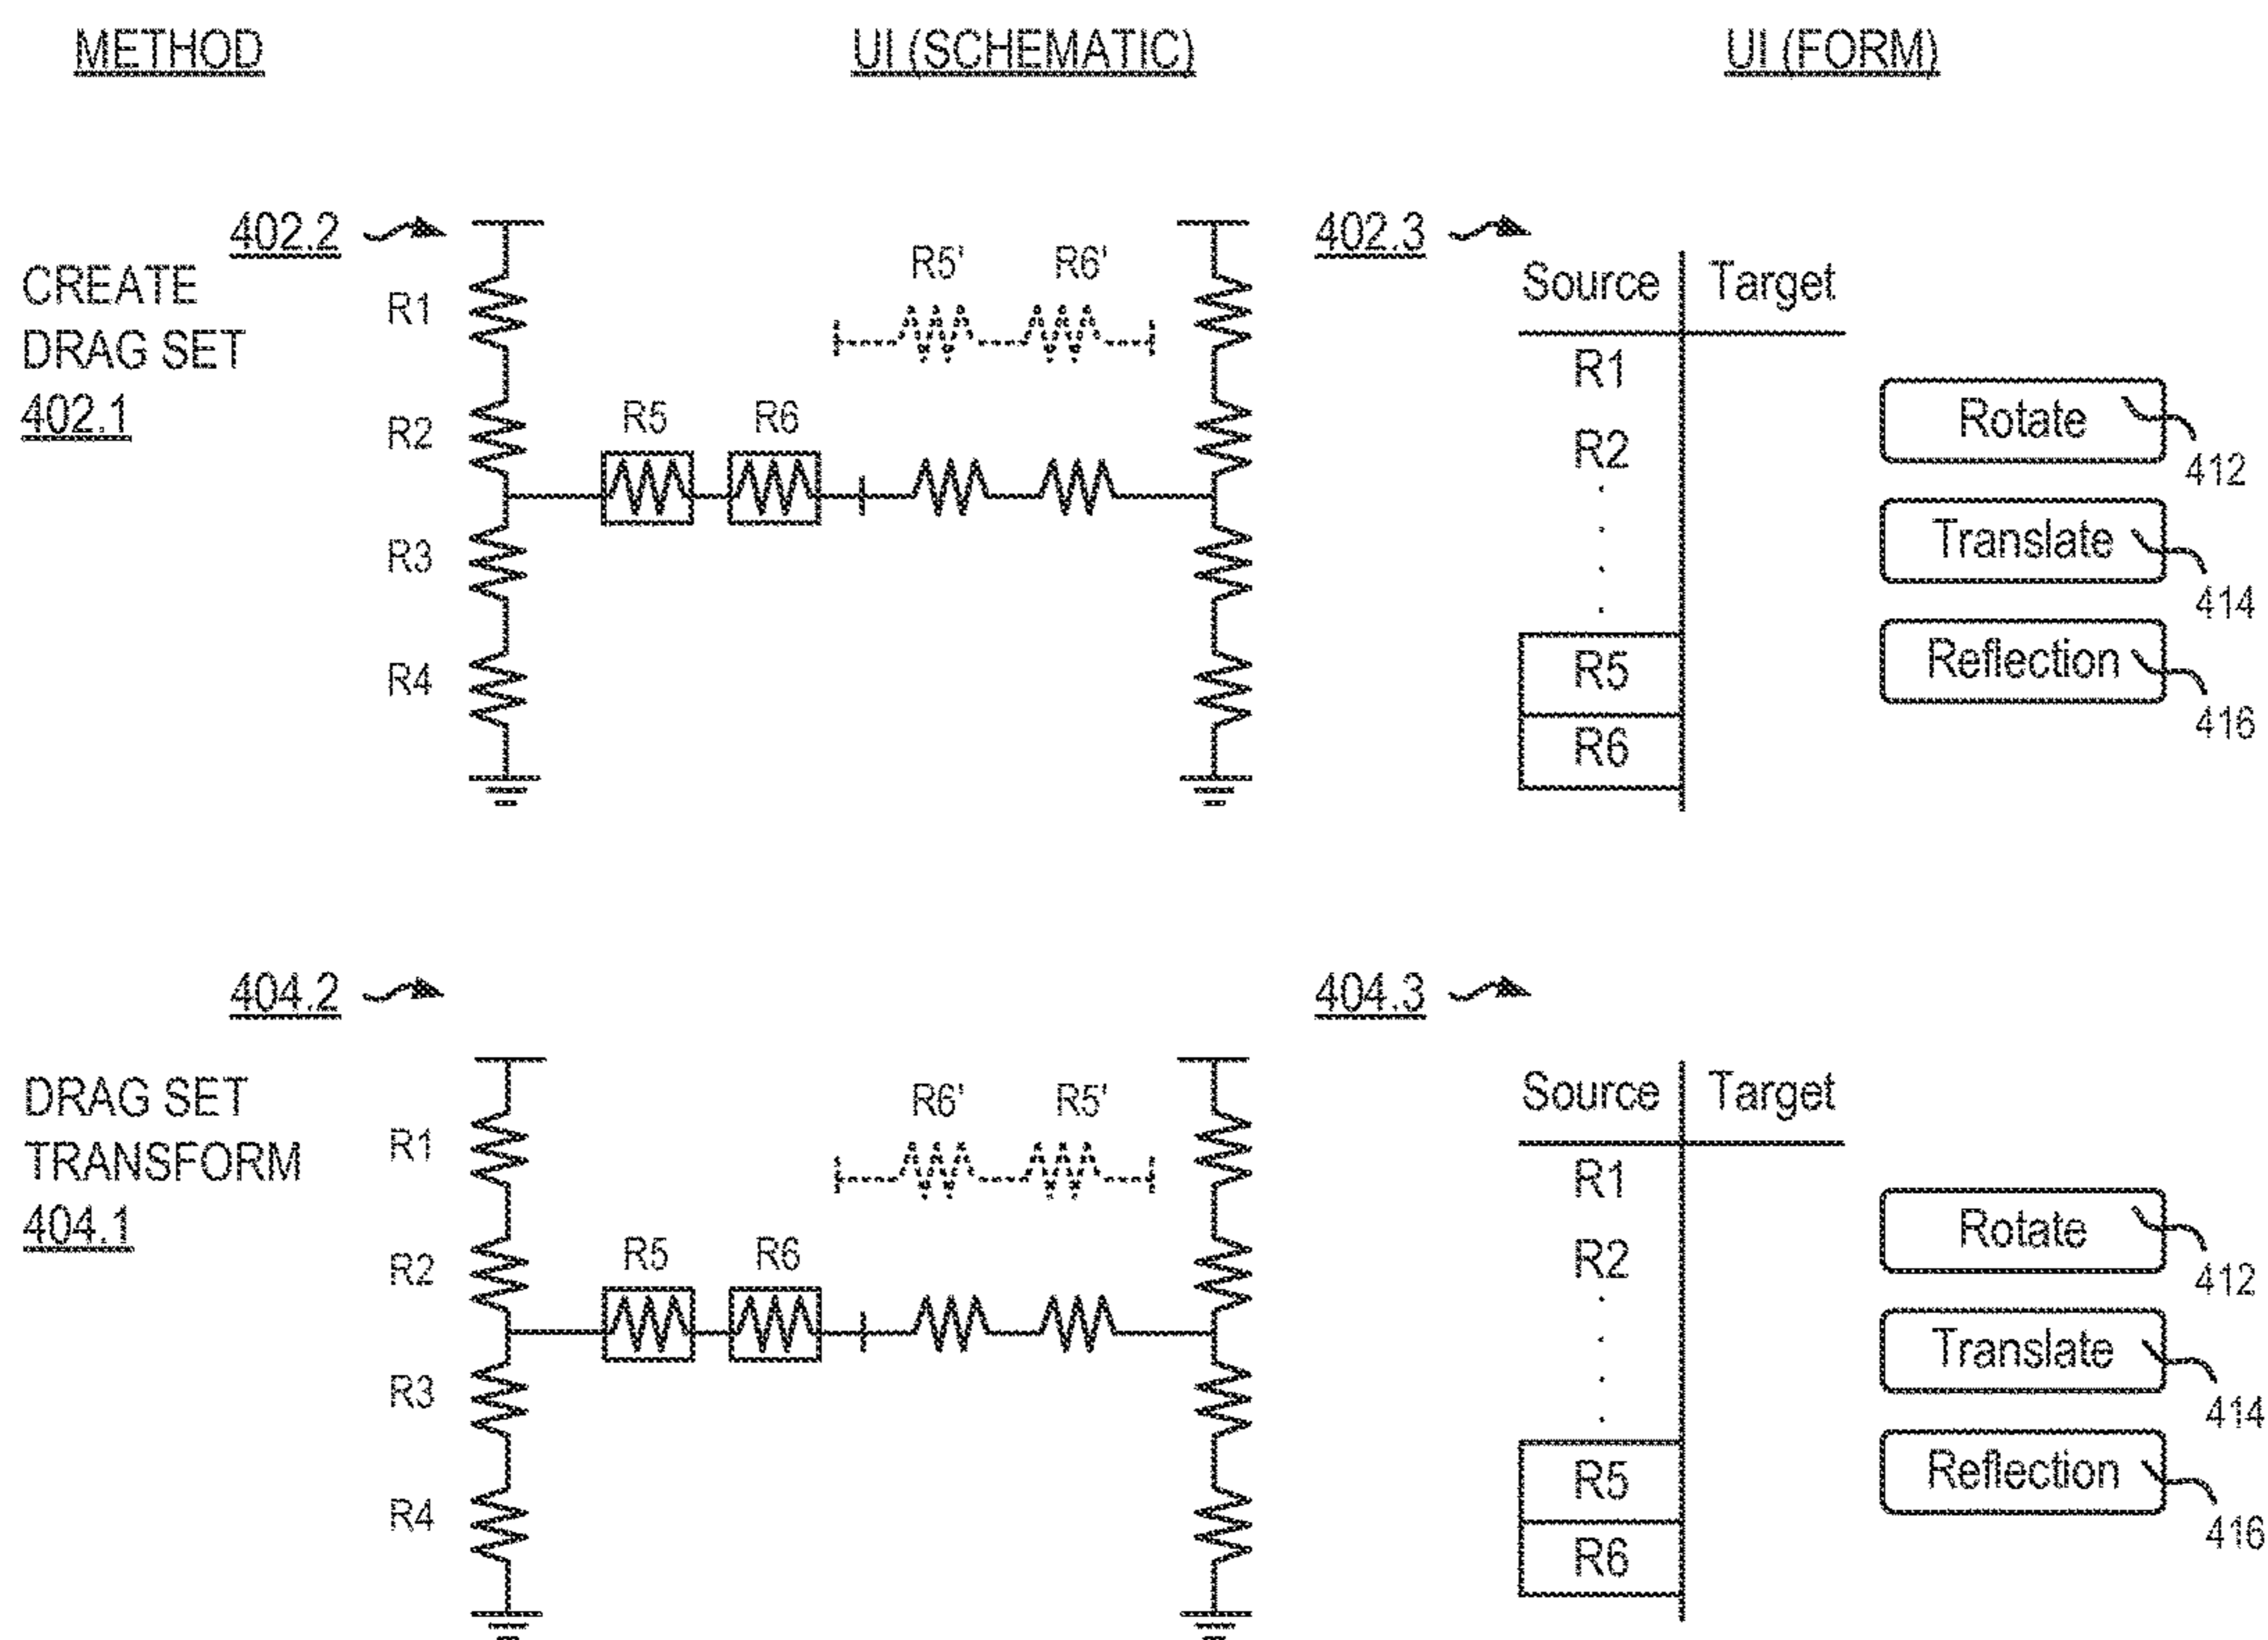 METHOD UI (SCHEMATIC) UI (FORM)
402.2 402.3
CREATE
DRAG SET
402.1
R1
R2
R3
R4
R5' R6'
R5 R6
Source Target
R1
R2
R5
R6
Rotate
412
Translate
414
Reflection
416
404.2 404.3
DRAG SET
TRANSFORM
404.1
R1
R2
R3
R4
R6' R5'
R5 R6
Source Target
R1
R2
R5
R6
Rotate
412
Translate
414
Reflection
416